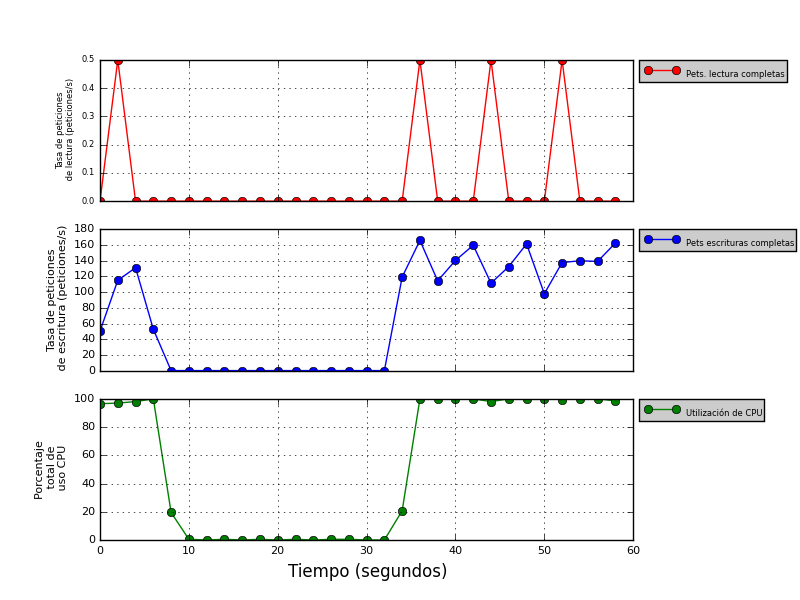 0.5
0.4
0.3
0.2
0.1
0.0
Tasa de peticiones
de lectura (peticiones/s)
Pets. lectura completas
180
160
140
120
100
80
60
40
20
0
Tasa de peticiones
de escritura (peticiones/s)
Pets escrituras completas
100
80
60
40
20
0
Porcentaje
total de
uso CPU
Utilización de CPU
0 10 20 30 40 50 60
Tiempo (segundos)